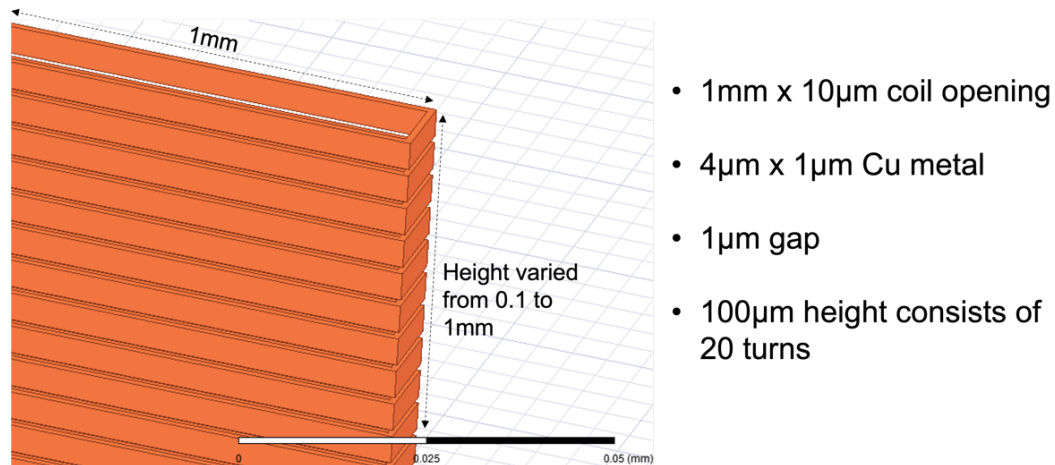 1mm
Height varied
from 0.1 to
1mm
0
0.025
0.05 (mm)
• 1mm x 10µm coil opening
• 4µm x 1µm Cu metal
• 1µm gap
• 100µm height consists of
20 turns